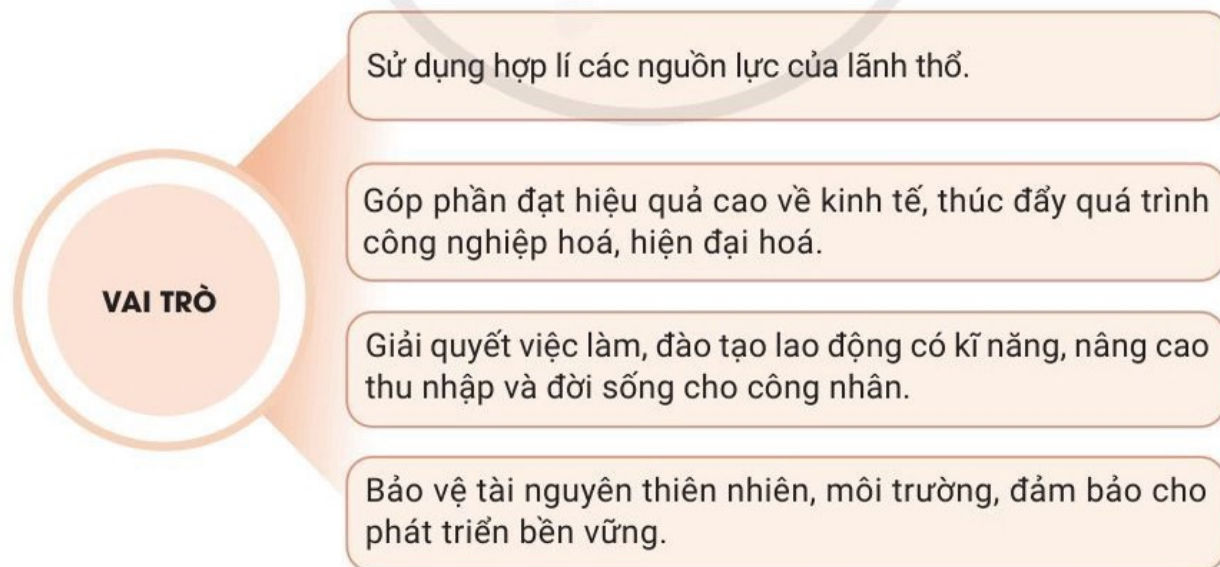 VAI TRÒ
Sử dụng hợp lí các nguồn lực của lãnh thổ.
Góp phần đạt hiệu quả cao về kinh tế, thúc đẩy quá trình
công nghiệp hoá, hiện đại hoá.
Giải quyết việc làm, đào tạo lao động có kĩ năng, nâng cao
thu nhập và đời sống cho công nhân.
Bảo vệ tài nguyên thiên nhiên, môi trường, đảm bảo cho
phát triển bền vững.